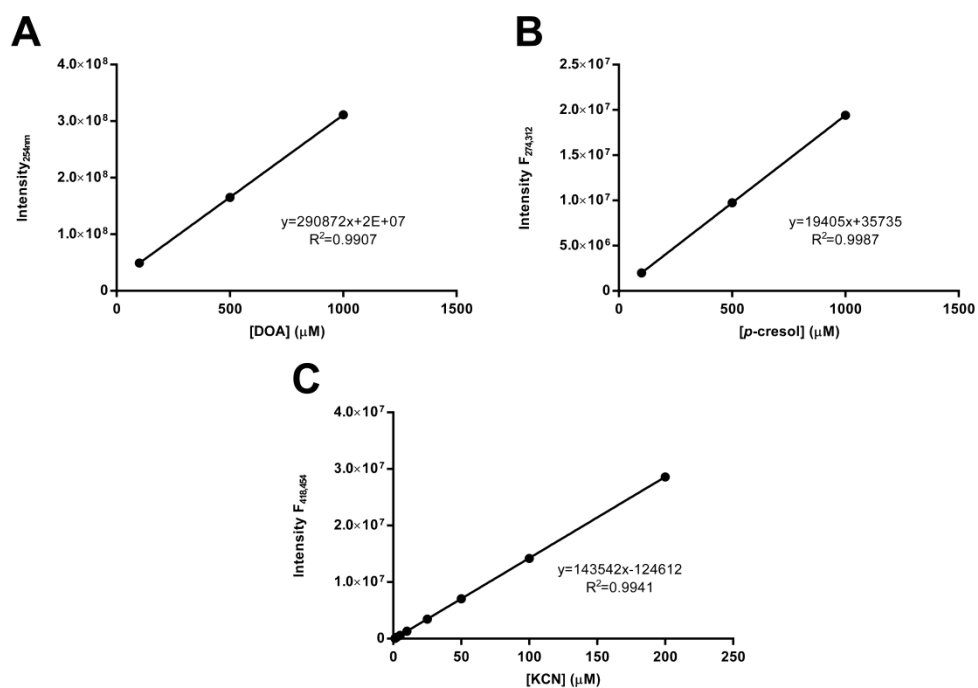 A
4.0×10⁸
3.0×10⁸
2.0×10⁸
1.0×10⁸
0
Intensity₂₅₄ₙₘ
y=290872x+2E+07
R²=0.9907
0 500 1000 1500
[DOA] (μM)
B
2.5×10⁷
2.0×10⁷
1.5×10⁷
1.0×10⁷
5.0×10⁶
0
Intensity F₂₇₄,₃₁₂
y=19405x+35735
R²=0.9987
0 500 1000 1500
[p-cresol] (μM)
C
4.0×10⁷
3.0×10⁷
2.0×10⁷
1.0×10⁷
0
Intensity F₄₁₈,₄₅₄
y=143542x-124612
R²=0.9941
0 50 100 150 200 250
[KCN] (μM)